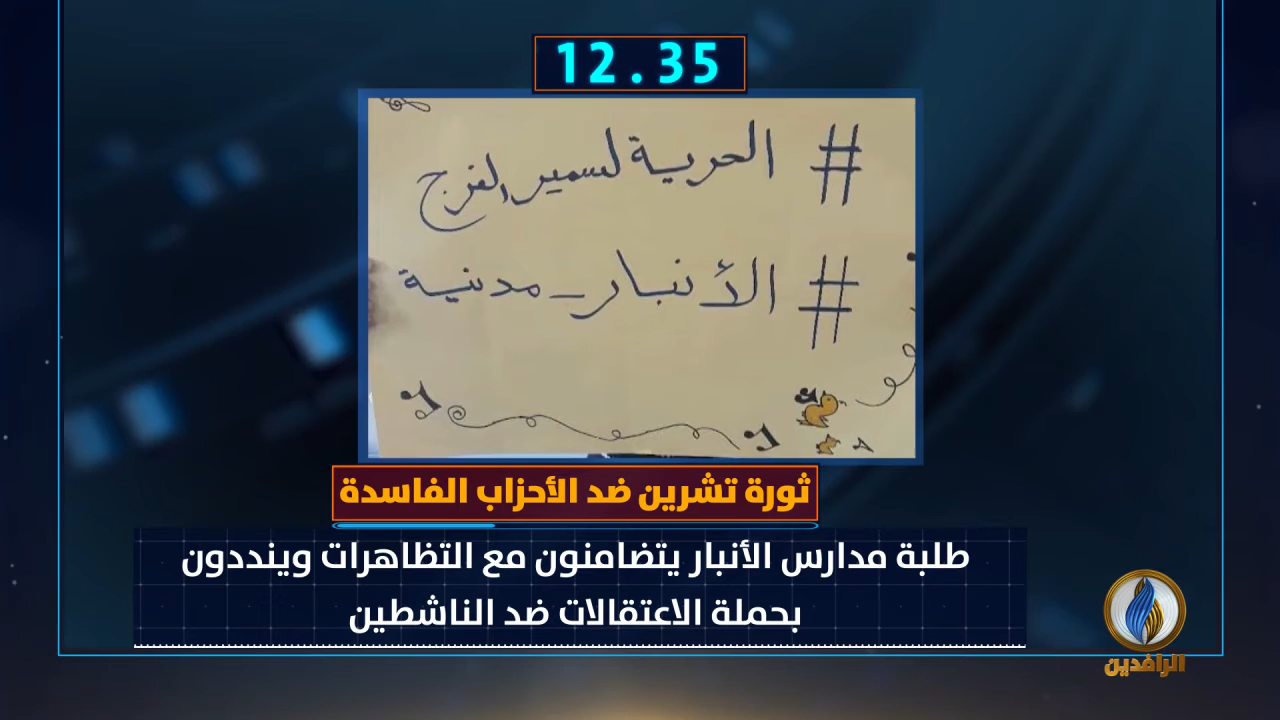 12.35
# الحرية لسمير الفرج
# الأنبار_مدنية
ثورة تشرين ضد الأحزاب الفاسدة
طلبة مدارس الأنبار يتضامنون مع التظاهرات وينددون
بحملة الاعتقالات ضد الناشطين
الرافدين